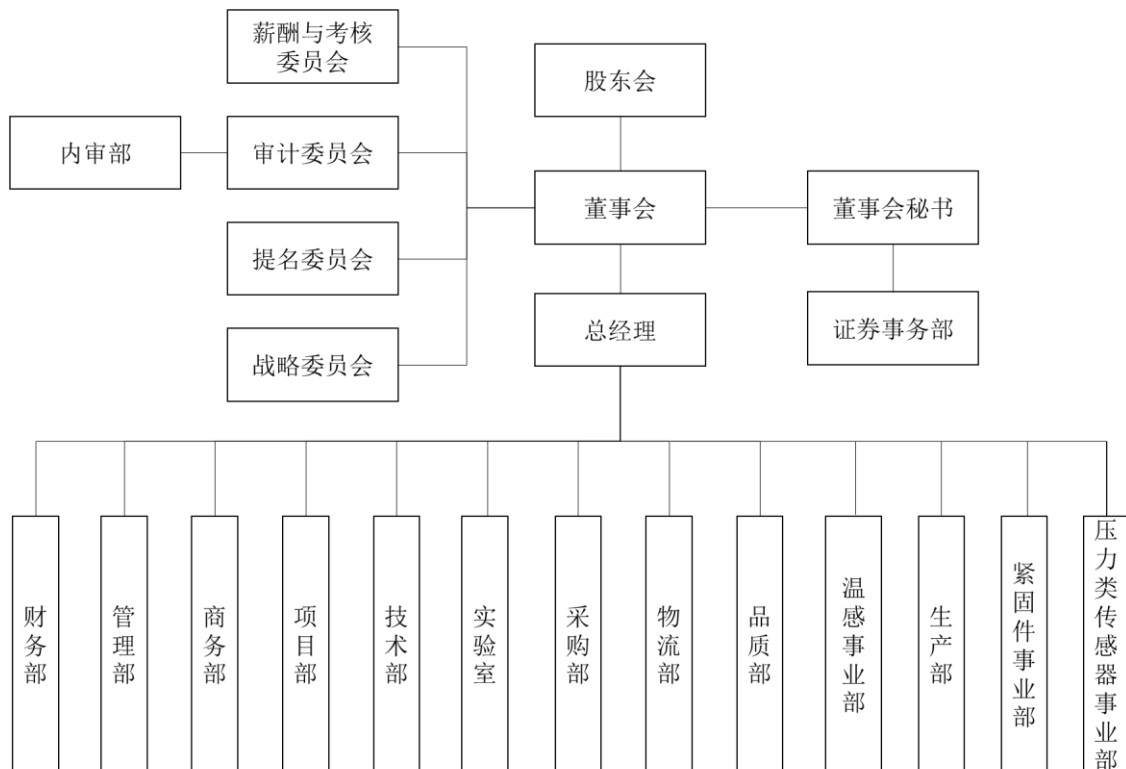 薪酬与考核
委员会
股东会
内审部
审计委员会
董事会
董事会秘书
提名委员会
总经理
证券事务部
战略委员会
财务部
管理部
商务部
项目部
技术部
实验室
采购部
物流部
品质部
温感事业部
生产部
紧固件事业部
压力类传感器事业部